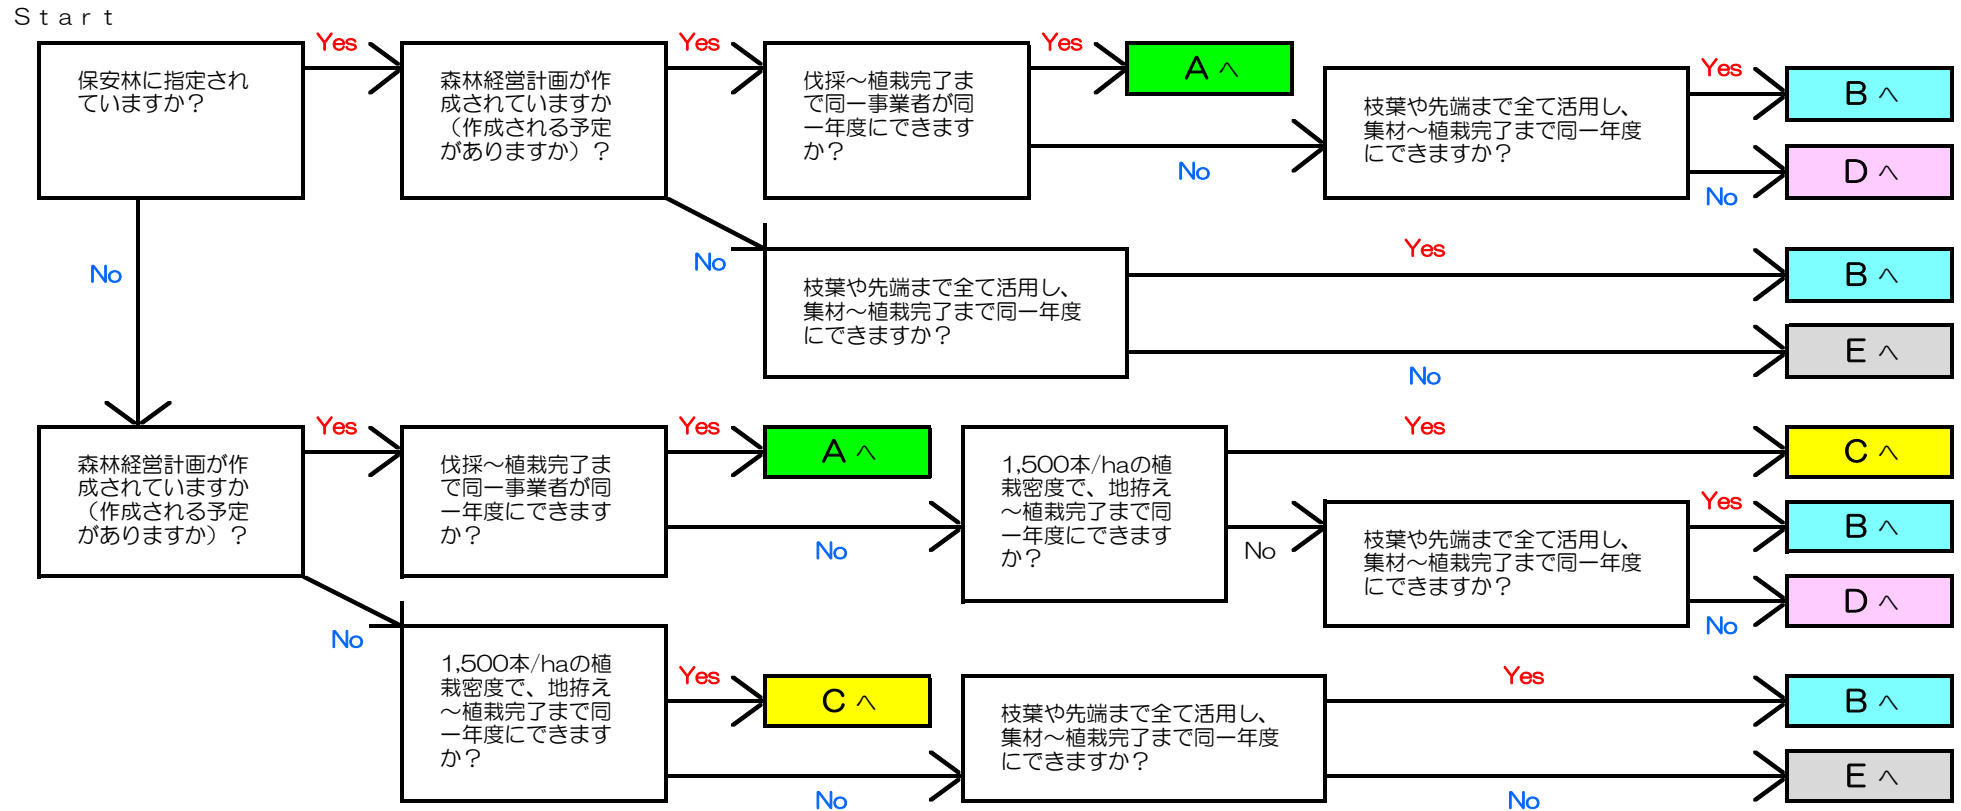 Ｓｔａｒｔ
Yes
Yes
Yes
保安林に指定され
ていますか？
森林経営計画が作
成されていますか
（作成される予定
がありますか）？
伐採～植栽完了ま
で同一事業者が同
一年度にできます
か？
A へ
No
枝葉や先端まで全て活用し、
集材～植栽完了まで同一年度
にできますか？
Yes
B へ
No
D へ
No
No
枝葉や先端まで全て活用し、
集材～植栽完了まで同一年度
にできますか？
Yes
B へ
No
E へ
森林経営計画が作
成されていますか
（作成される予定
がありますか）？
Yes
伐採～植栽完了ま
で同一事業者が同
一年度にできます
か？
Yes
A へ
No
1,500本/haの植
栽密度で、地拵え
～植栽完了まで同
一年度にできます
か？
Yes
C へ
No
枝葉や先端まで全て活用し、
集材～植栽完了まで同一年度
にできますか？
Yes
B へ
No
D へ
No
1,500本/haの植
栽密度で、地拵え
～植栽完了まで同
一年度にできます
か？
Yes
C へ
No
枝葉や先端まで全て活用し、
集材～植栽完了まで同一年度
にできますか？
Yes
B へ
No
E へ